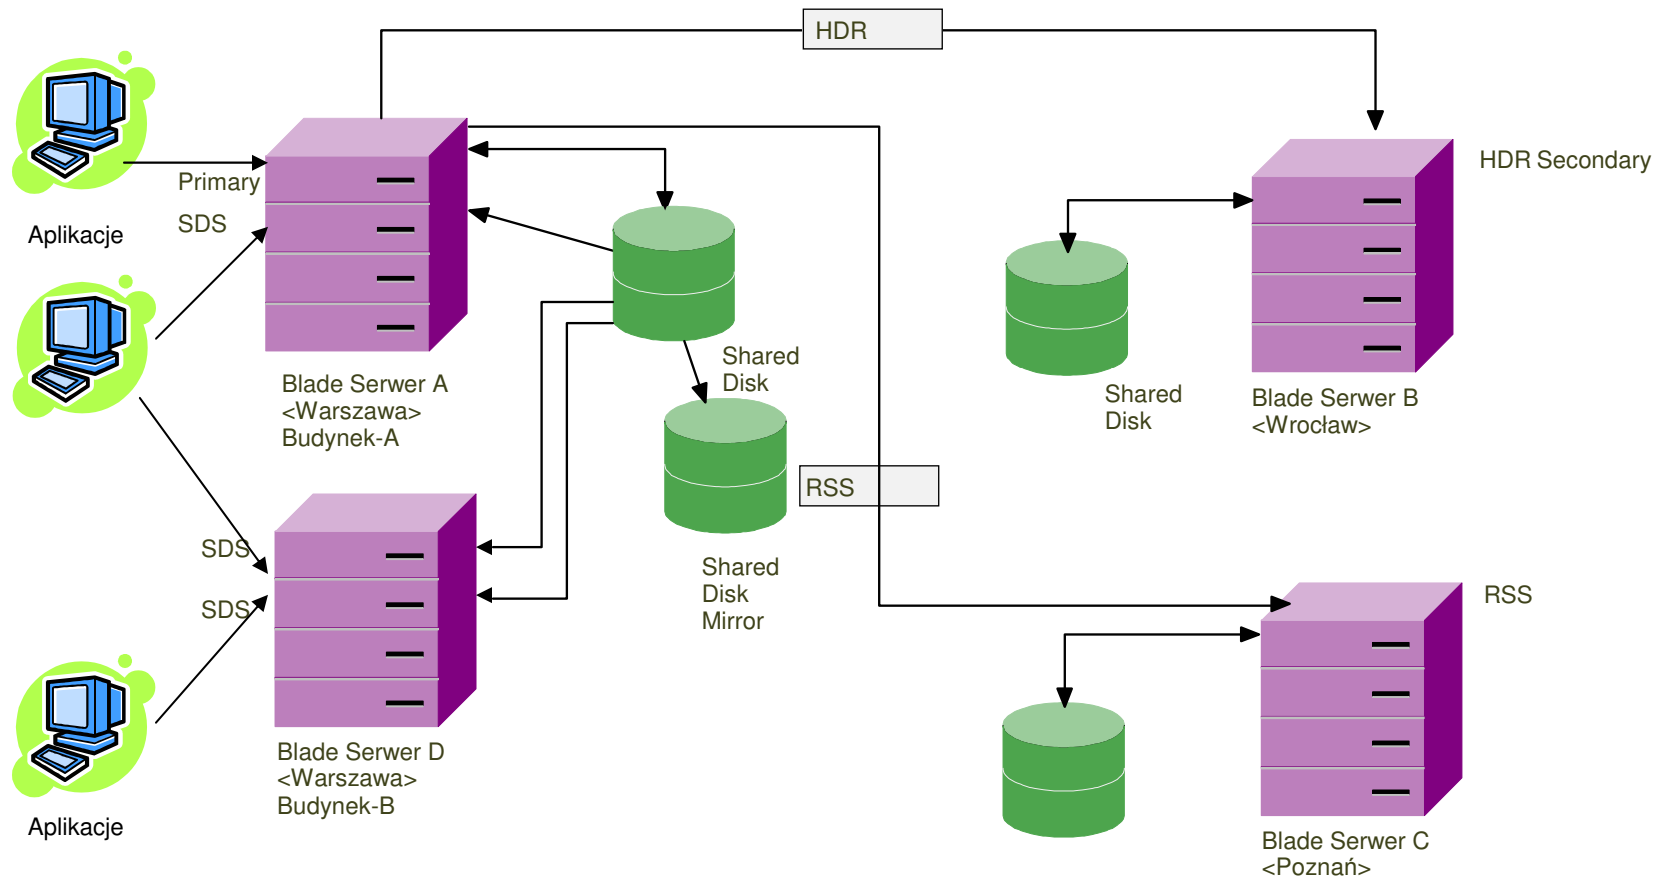 HDR
HDR Secondary
Primary
SDS
Aplikacje
Shared
Disk
Blade Serwer A
<Warszawa>
Budynek-A
Shared
Disk
Blade Serwer B
<Wrocław>
RSS
SDS
SDS
Shared
Disk
Mirror
RSS
Blade Serwer D
<Warszawa>
Budynek-B
Aplikacje
Blade Serwer C
<Poznań>